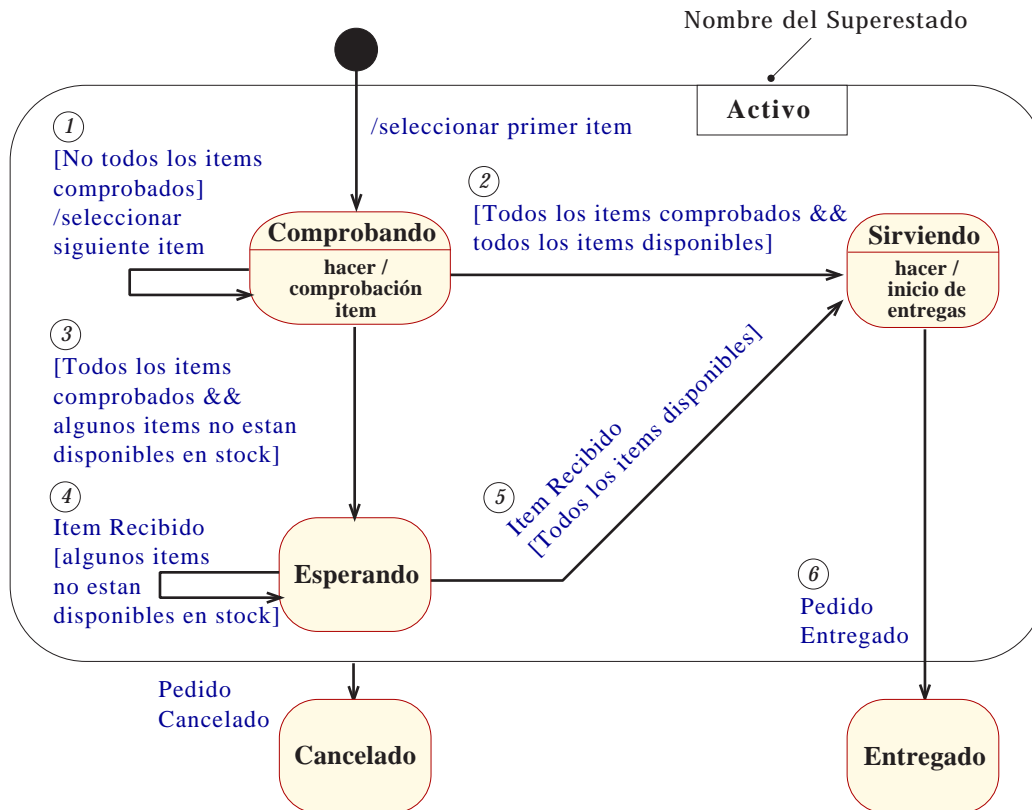 Nombre del Superestado
Activo
/seleccionar primer item
1
[No todos los items
comprobados]
/seleccionar
siguiente item
2
[Todos los items comprobados &&
todos los items disponibles]
Comprobando
hacer /
comprobación
item
Sirviendo
hacer /
inicio de
entregas
3
[Todos los items
comprobados &&
algunos items no estan
disponibles en stock]
4
Item Recibido
[algunos items
no estan
disponibles en stock]
Esperando
5
Item Recibido
[Todos los items disponibles]
6
Pedido
Entregado
Pedido
Cancelado
Cancelado
Entregado